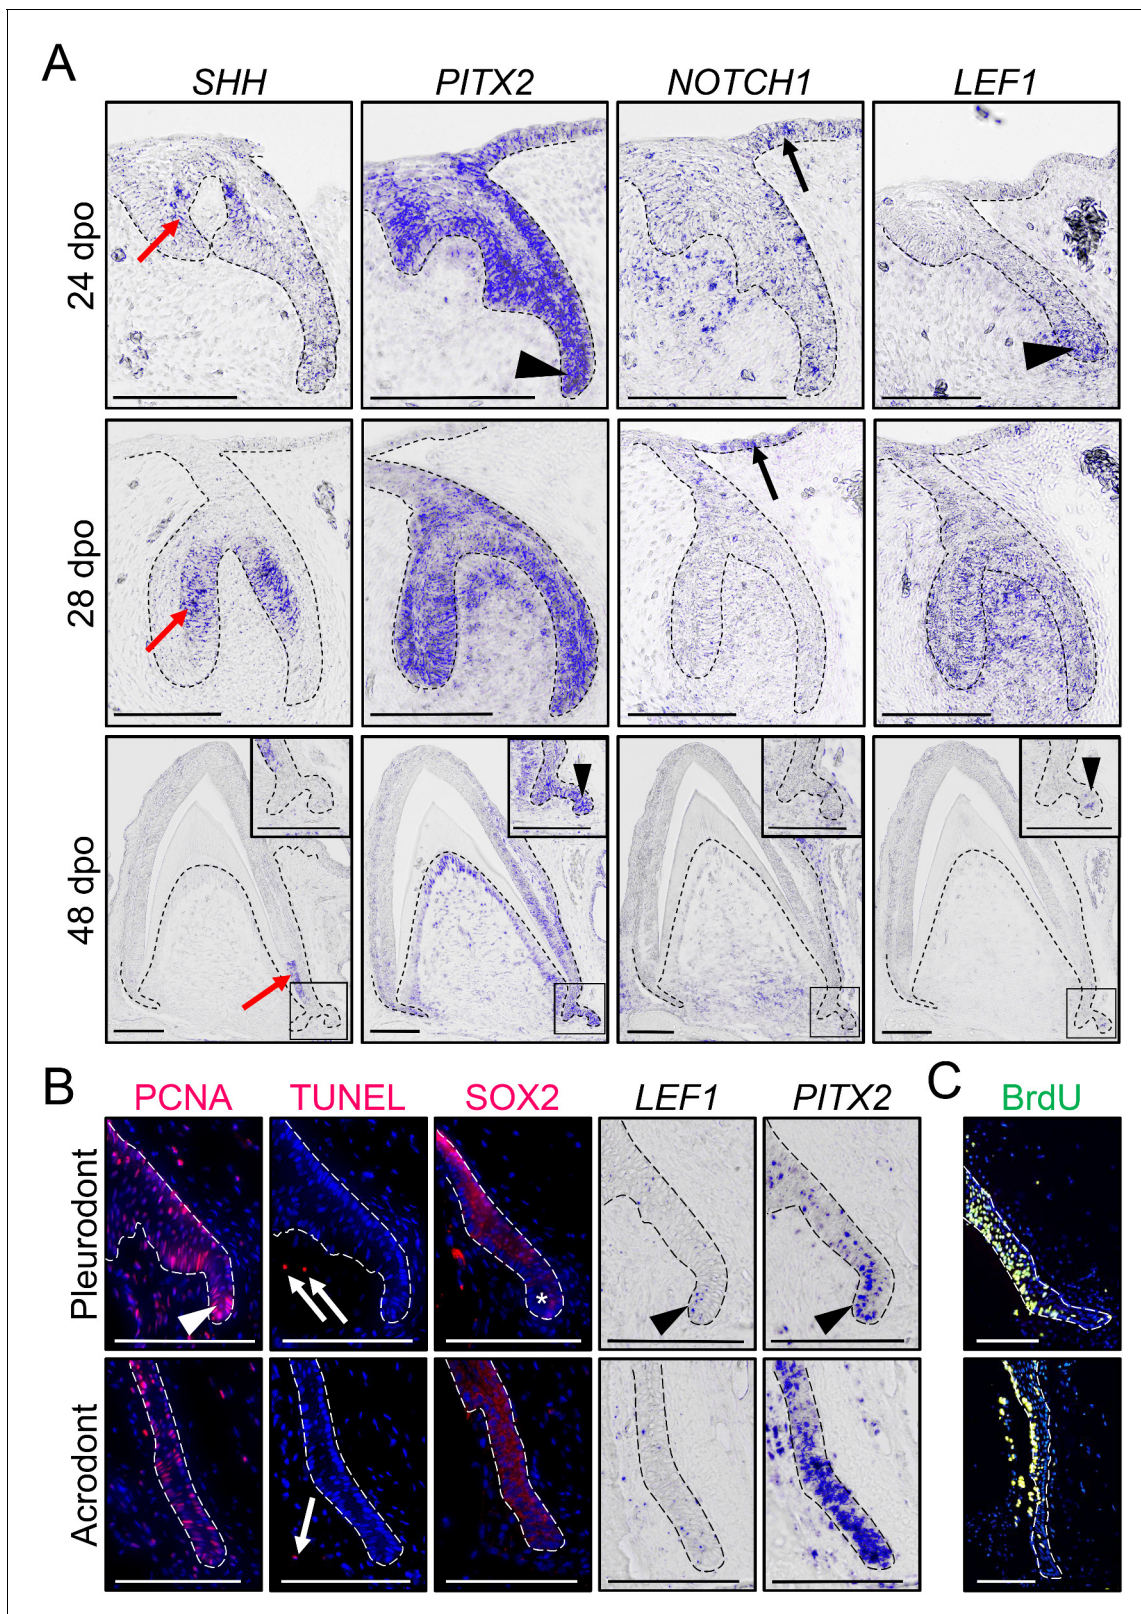 A
SHH PITX2 NOTCH1 LEF1
24 dpo
28 dpo
48 dpo
B C
PCNA TUNEL SOX2 LEF1 PITX2 BrdU
Pleurodont
*
Acrodont